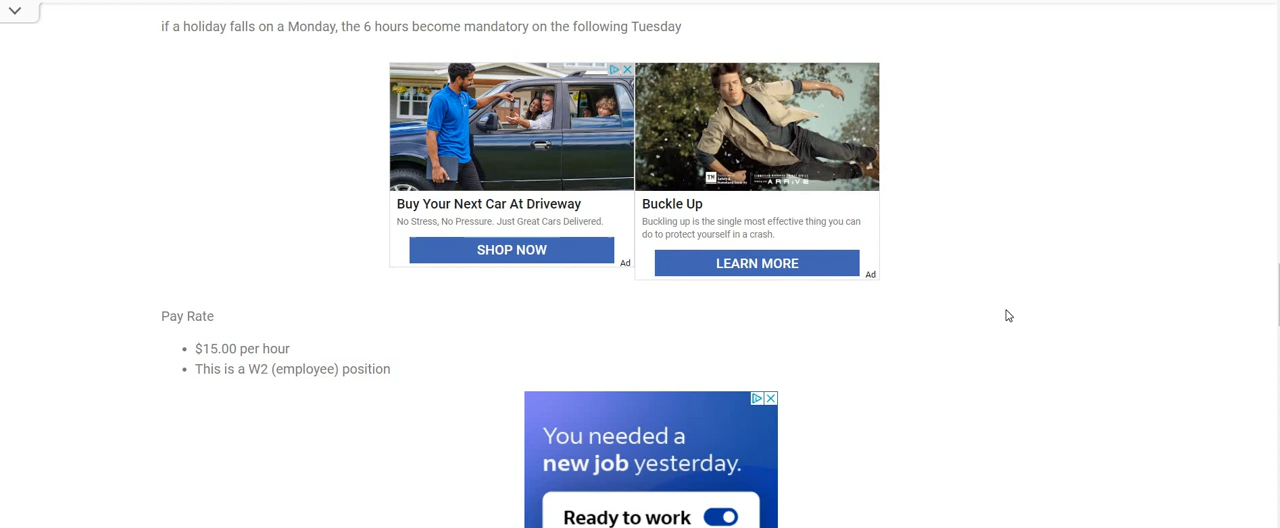 if a holiday falls on a Monday, the 6 hours become mandatory on the following Tuesday
Buy Your Next Car At Driveway
No Stress, No Pressure. Just Great Cars Delivered.
SHOP NOW
Ad
ARRIVE
Buckle Up
Buckling up is the single most effective thing you can
do to protect yourself in a crash.
LEARN MORE
Ad
Pay Rate
• $15.00 per hour
• This is a W2 (employee) position
You needed a
new job yesterday.
Ready to work